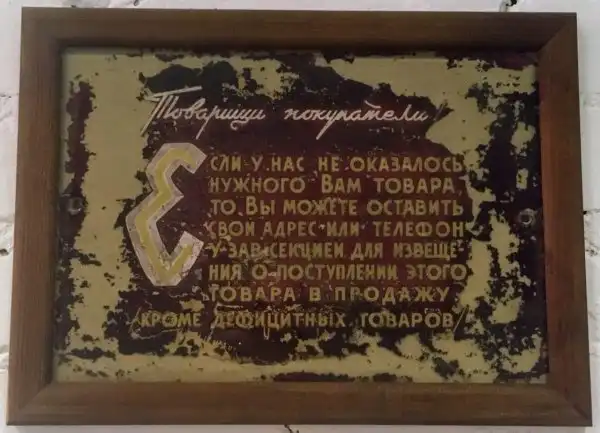 Товарищи покупатели!
Если у нас не оказалось
нужного Вам товара,
то Вы можете оставить
свой адрес или телефон
у зав.секцией для извеще-
ния о поступлении этого
товара в продажу
/кроме дефицитных товаров/